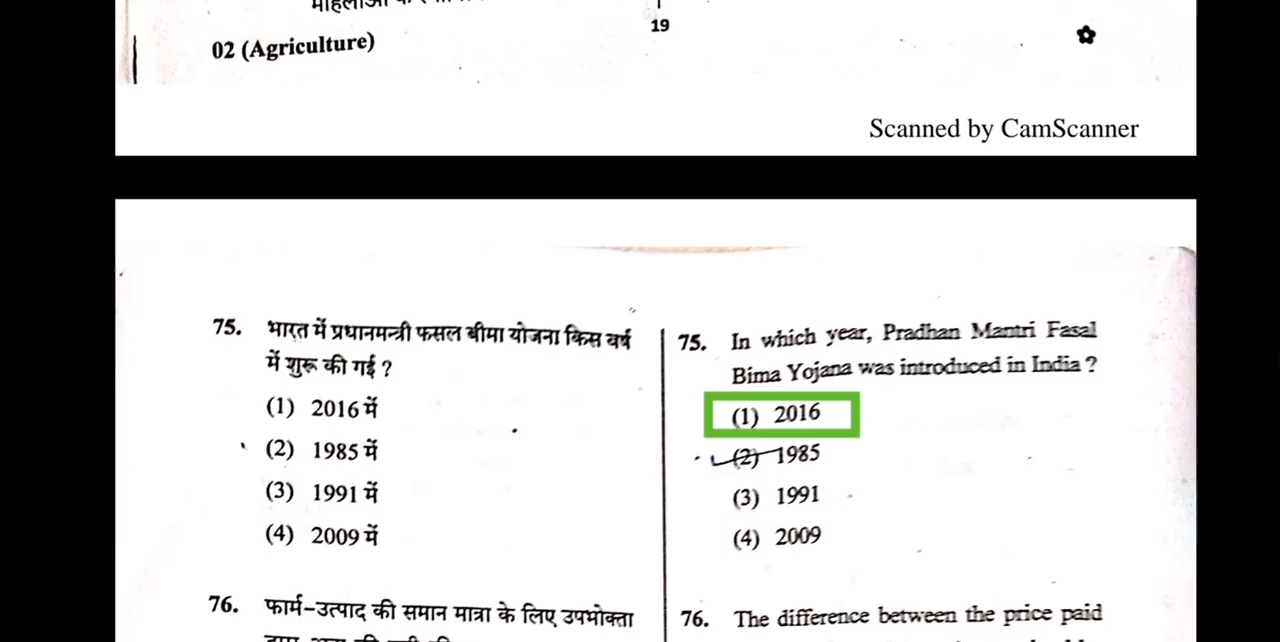 19
02 (Agriculture)
Scanned by CamScanner
75. भारत में प्रधानमन्त्री फसल बीमा योजना किस वर्ष
में शुरू की गई ?
(1) 2016 में
(2) 1985 में
(3) 1991 में
(4) 2009 में
76. फार्म-उत्पाद की समान मात्रा के लिए उपभोक्ता
75. In which year, Pradhan Mantri Fasal
Bima Yojana was introduced in India ?
(1) 2016
(2) 1985
(3) 1991
(4) 2009
76. The difference between the price paid